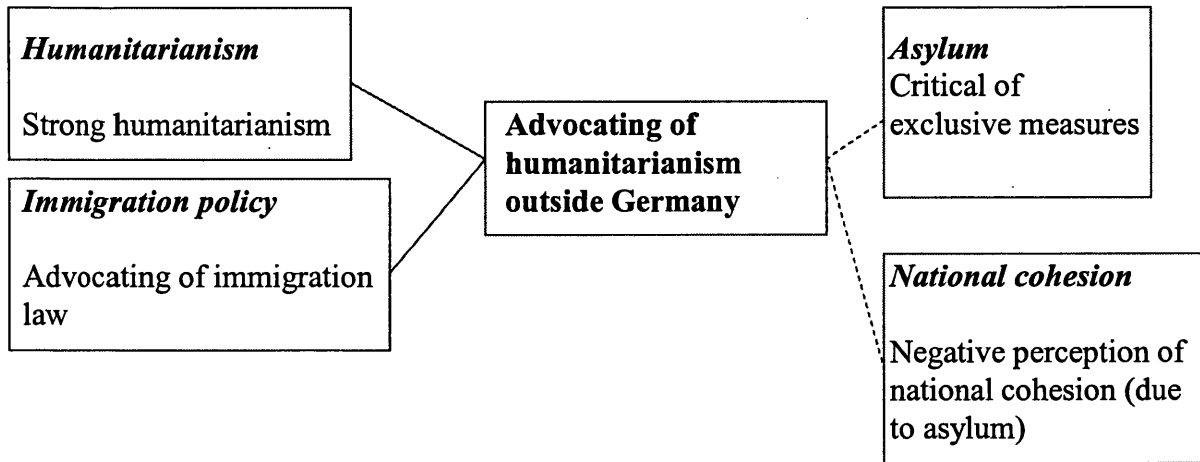 Humanitarianism
Strong humanitarianism
Immigration policy
Advocating of immigration
law
Advocating of
humanitarianism
outside Germany
Asylum
Critical of
exclusive measures
National cohesion
Negative perception of
national cohesion (due
to asylum)